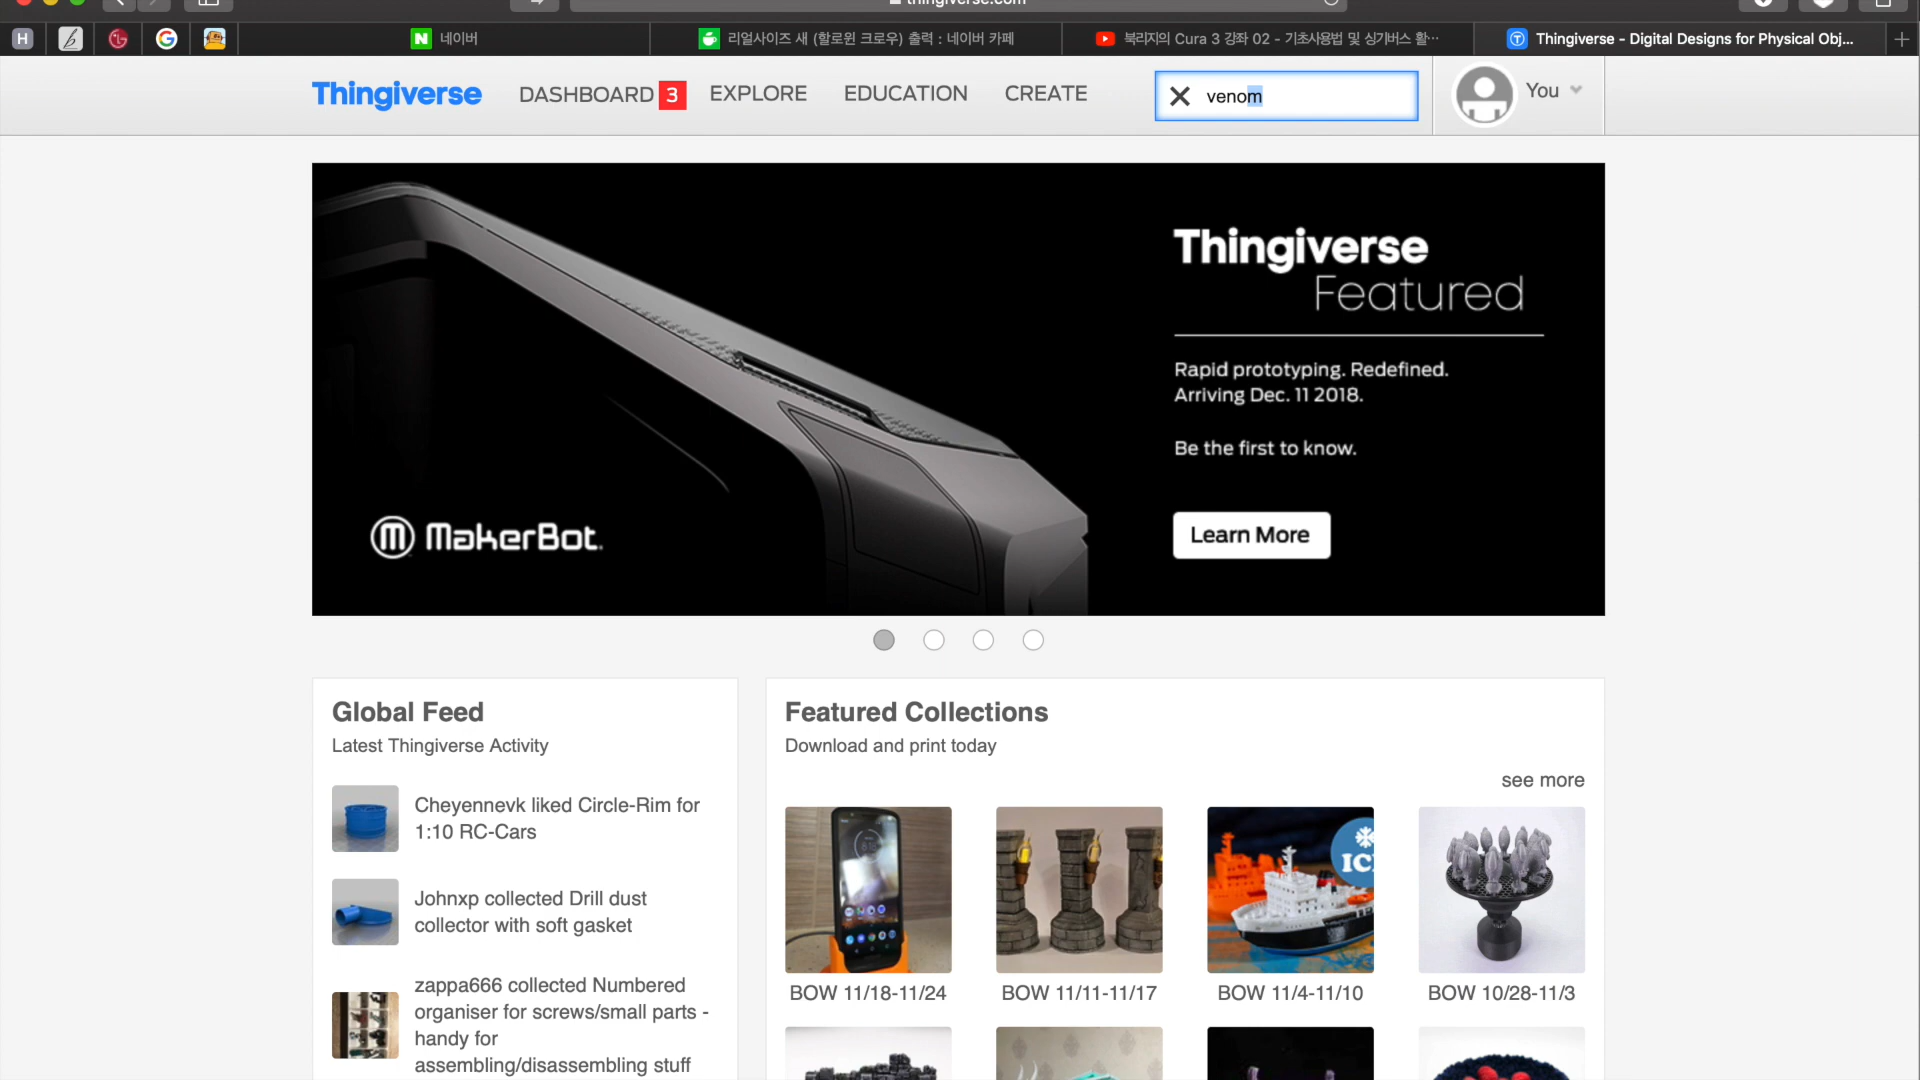 thingiverse.com
H
b
LG
G
N 네이버
리얼사이즈 새 (할로윈 크로우) 출력 : 네이버 카페
북리지의 Cura 3 강좌 02 - 기초사용법 및 싱기버스 활…
Thingiverse - Digital Designs for Physical Obj...
Thingiverse
DASHBOARD 3
EXPLORE
EDUCATION
CREATE
venom
You
Thingiverse
Featured
Rapid prototyping. Redefined.
Arriving Dec. 11 2018.
Be the first to know.
Learn More
MakerBot.
Global Feed
Latest Thingiverse Activity
Cheyennevk liked Circle-Rim for
1:10 RC-Cars
Johnxp collected Drill dust
collector with soft gasket
zappa666 collected Numbered
organiser for screws/small parts -
handy for
assembling/disassembling stuff
Featured Collections
Download and print today
see more
BOW 11/18-11/24
BOW 11/11-11/17
BOW 11/4-11/10
BOW 10/28-11/3